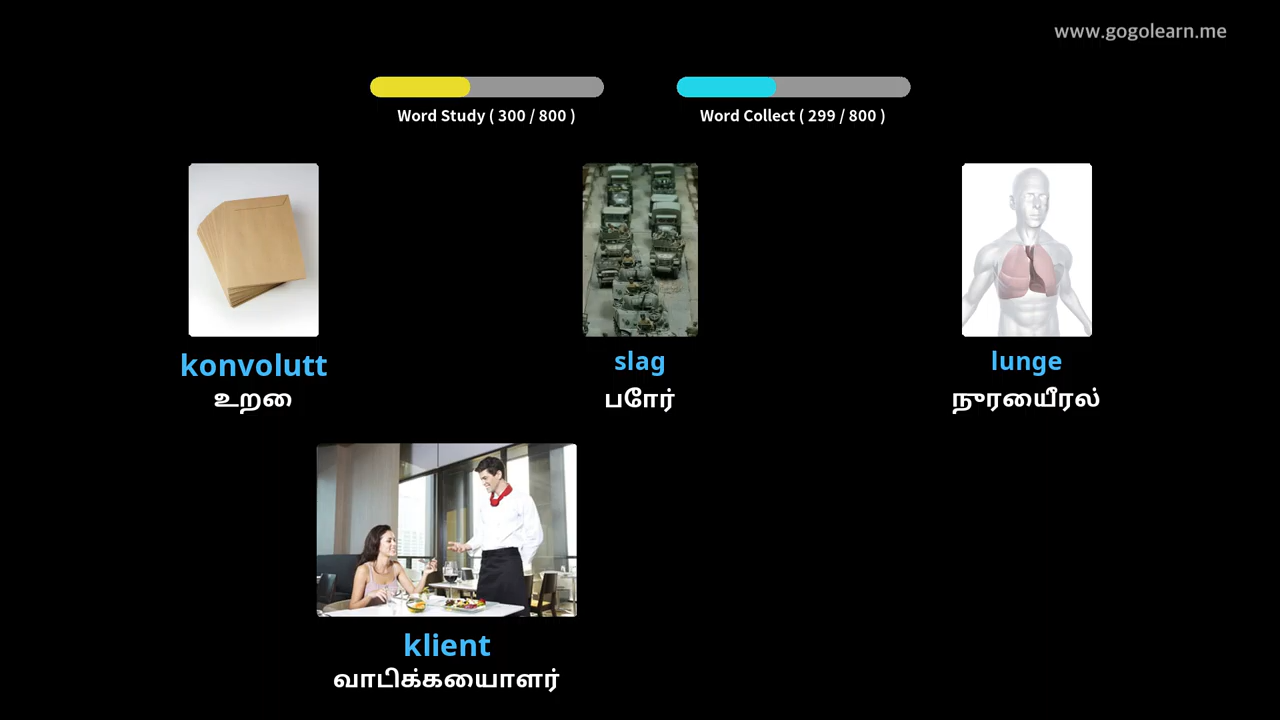 www.gogolearn.me
Word Study ( 300 / 800 )
Word Collect ( 299 / 800 )
konvolutt
slag
lunge
உறை
போர்
நுரையீரல்
klient
வாடிக்கையாளர்